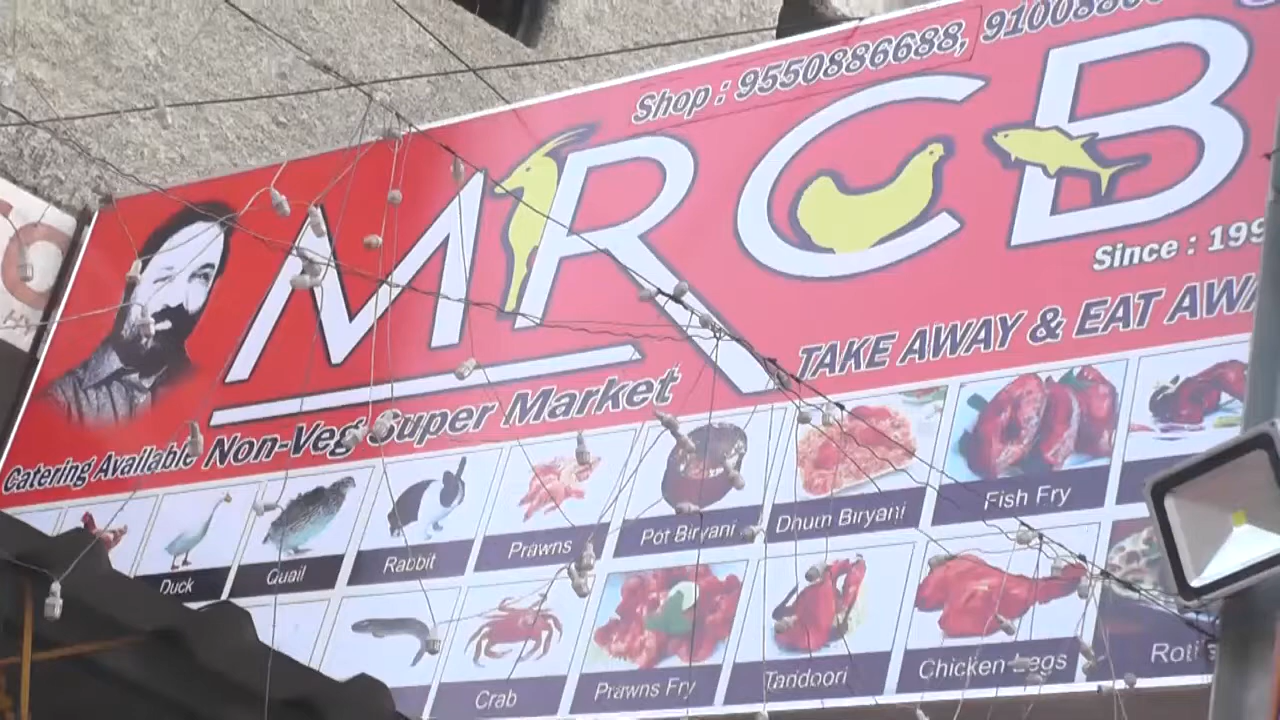 Shop : 9550886688,
MRCB
Since : 199
TAKE AWAY & EAT AWA
Catering Available Non-Veg Super Market
Duck
Quail
Rabbit
Prawns
Pot Biryani
Dhum Biryani
Fish Fry
Crab
Prawns Fry
Tandoori
Chicken Legs
Roti